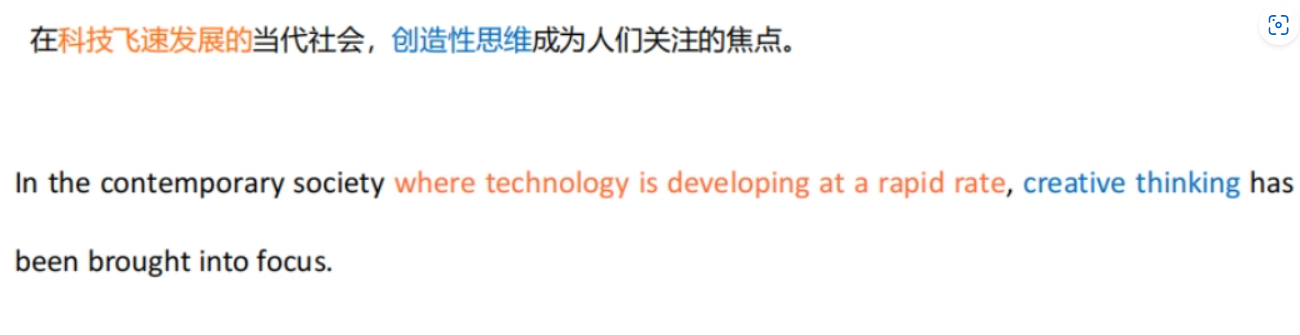 在科技飞速发展的当代社会，创造性思维成为人们关注的焦点。
In the contemporary society where technology is developing at a rapid rate, creative thinking has
been brought into focus.